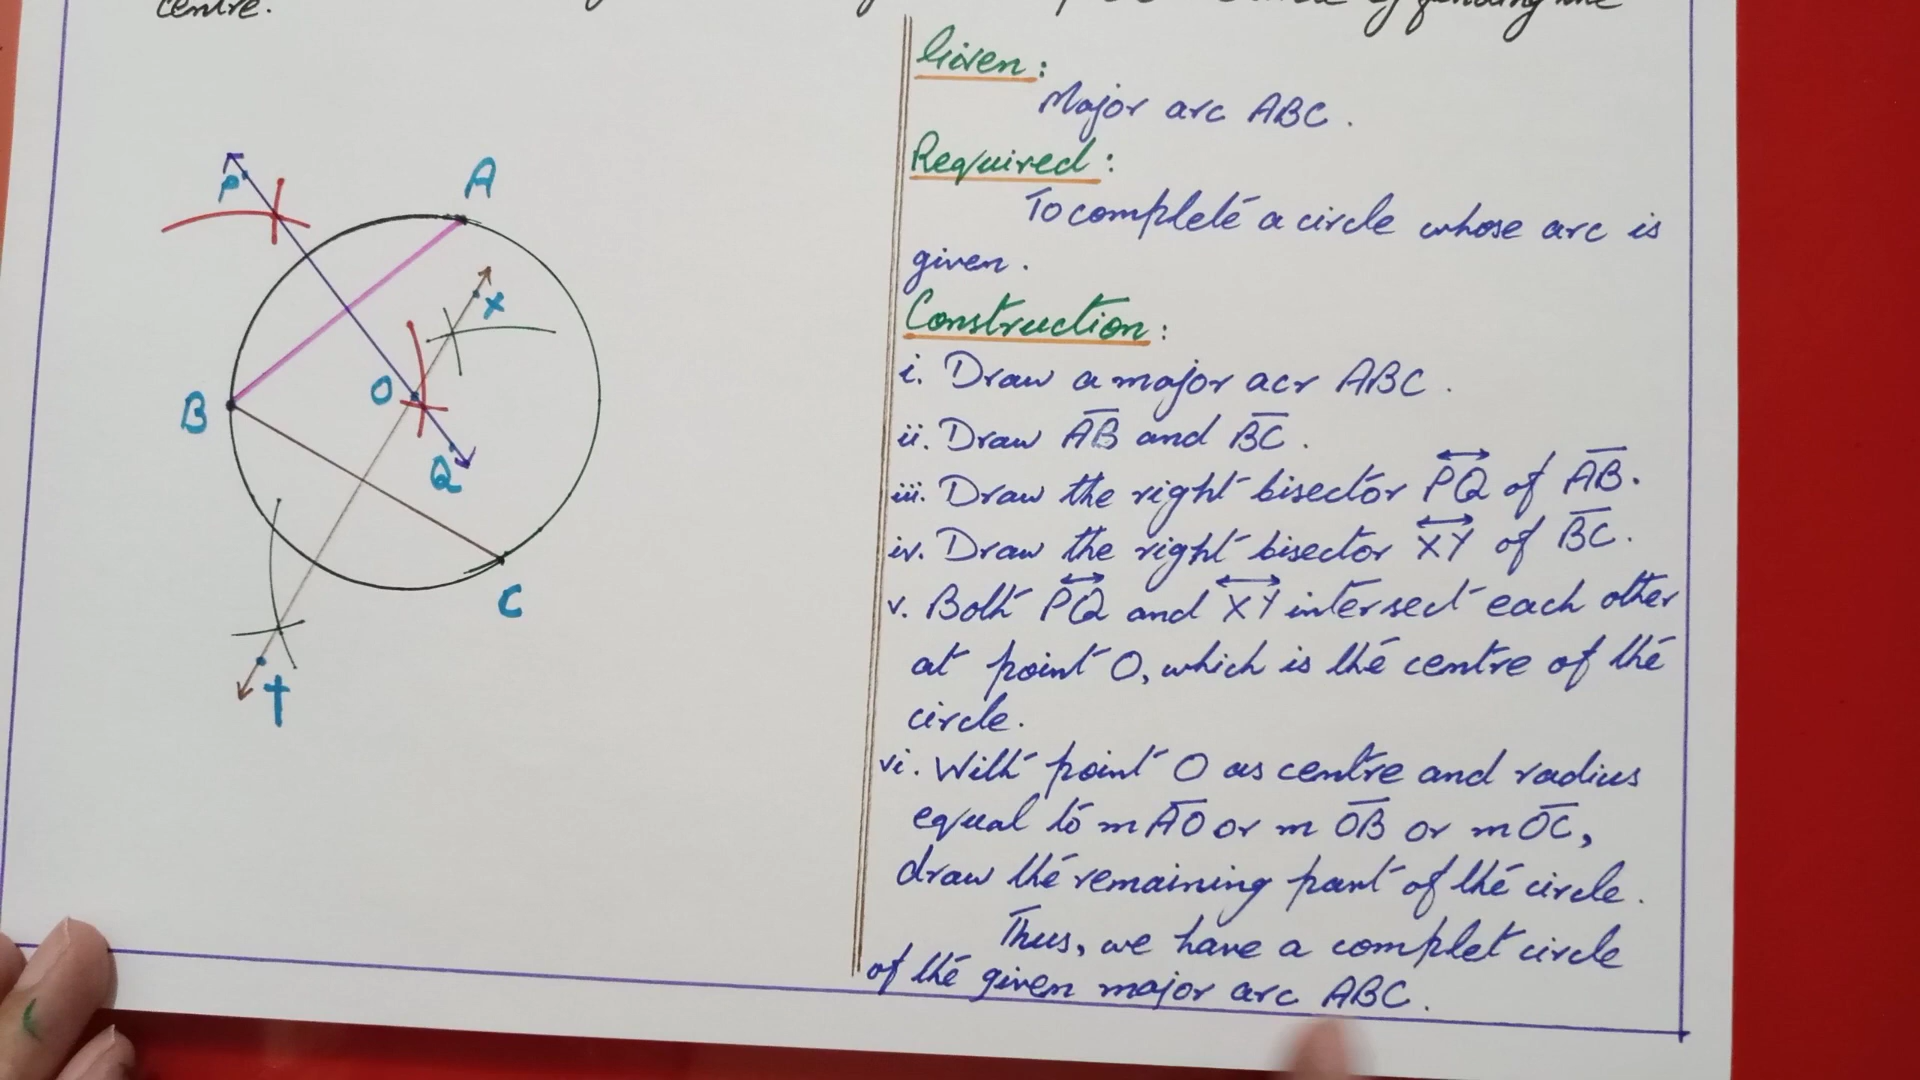 centre.
Given:
Major arc ABC.
Required:
To complete a circle whose arc is
given.
Construction:
i. Draw a major acr ABC.
ii. Draw AB and BC.
iii. Draw the right bisector PQ of AB.
iv. Draw the right bisector XY of BC.
v. Both PQ and XY intersect each other
at point O, which is the centre of the
circle.
vi. With point O as centre and radius
equal to mAO or m OB or m OC,
draw the remaining part of the circle.
Thus, we have a complet circle
of the given major arc ABC.
P
A
X
O
B
Q
C